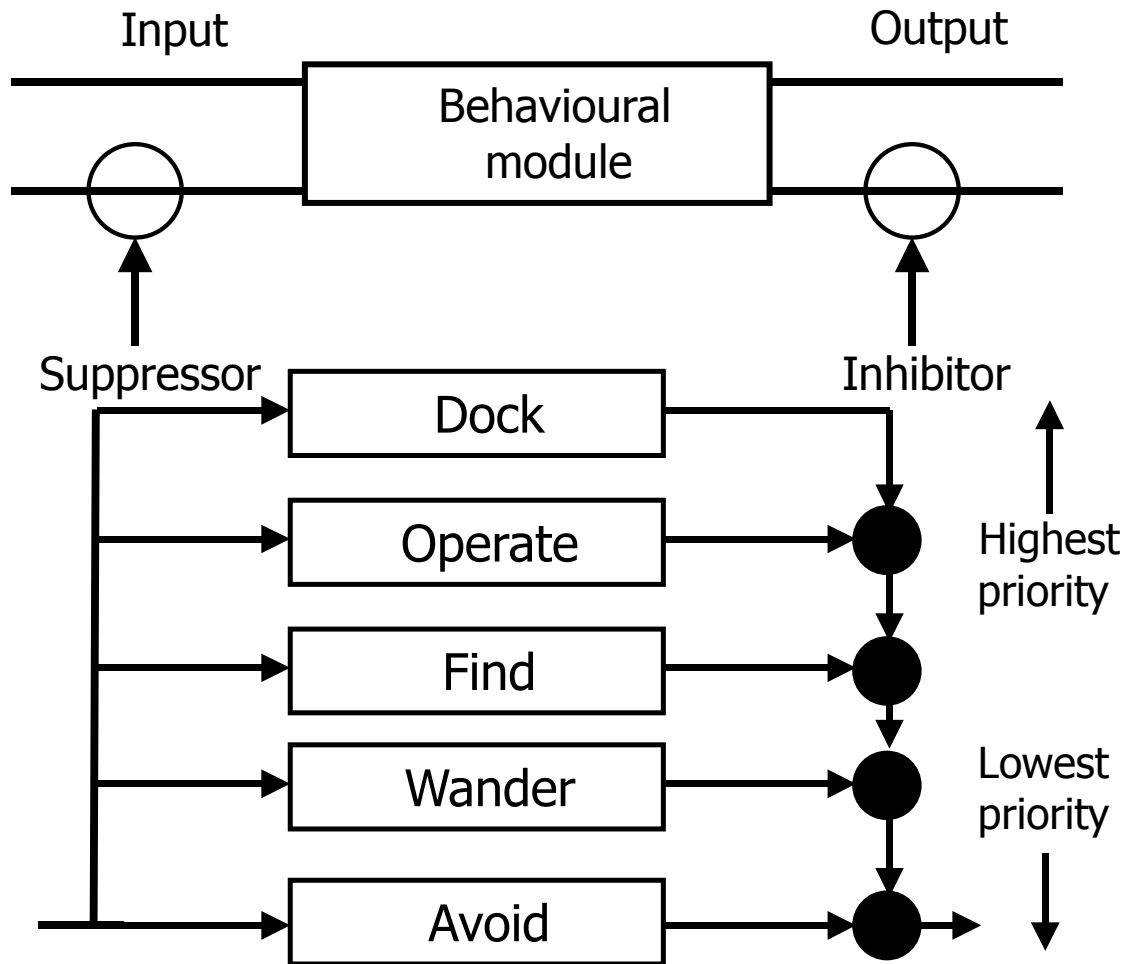 Input
Output
Behavioural
module
Suppressor
Inhibitor
Dock
Operate
Highest
priority
Find
Wander
Lowest
priority
Avoid